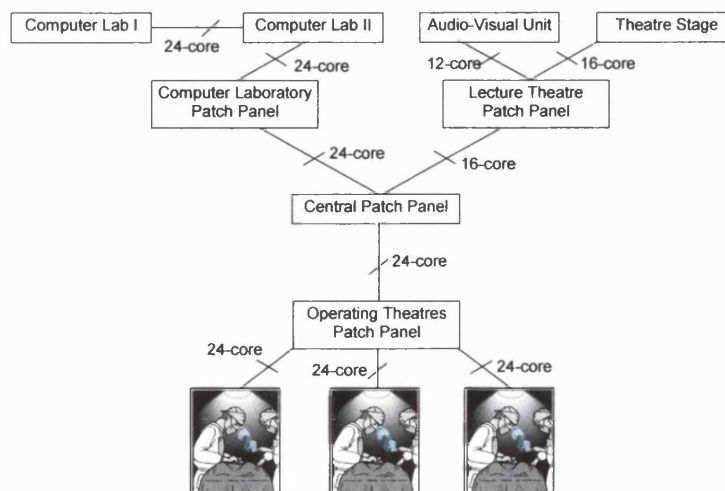 Computer Lab I
Computer Lab II
Audio-Visual Unit
Theatre Stage
24-core
24-core
12-core
16-core
Computer Laboratory
Patch Panel
Lecture Theatre
Patch Panel
24-core
16-core
Central Patch Panel
24-core
Operating Theatres
Patch Panel
24-core
24-core
24-core